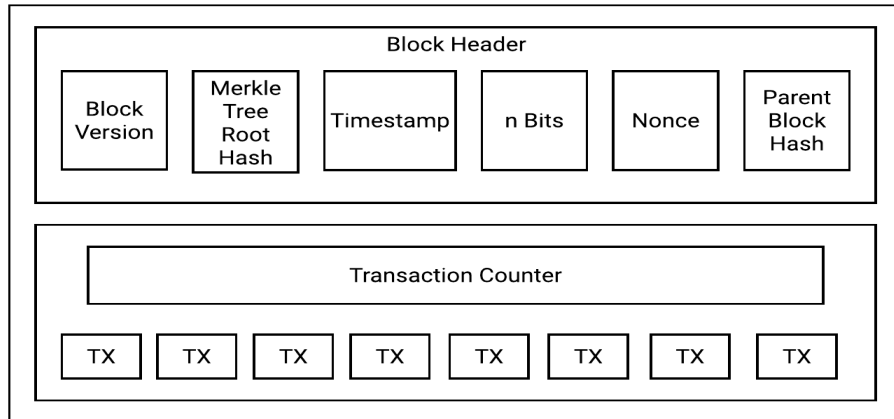 Block Header
Block
Version
Merkle
Tree
Root
Hash
Timestamp
n Bits
Nonce
Parent
Block
Hash
Transaction Counter
TX
TX
TX
TX
TX
TX
TX
TX